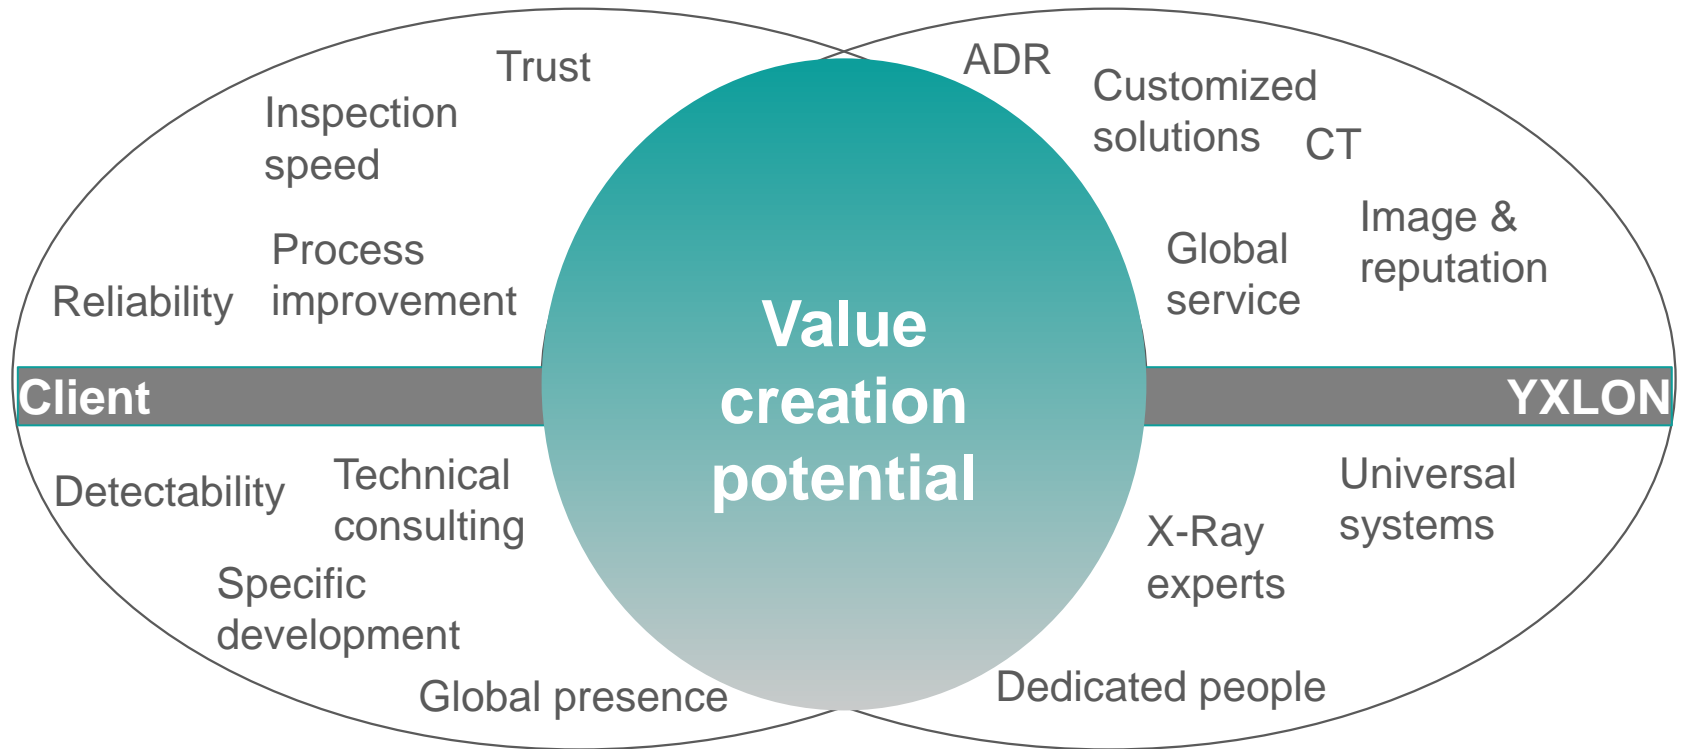 Trust
Inspection
speed
Process
improvement
Reliability
Client
Detectability
Technical
consulting
Specific
development
Global presence
Value
creation
potential
ADR
Customized
solutions
CT
Image &
reputation
Global
service
YXLON
Universal
systems
X-Ray
experts
Dedicated people